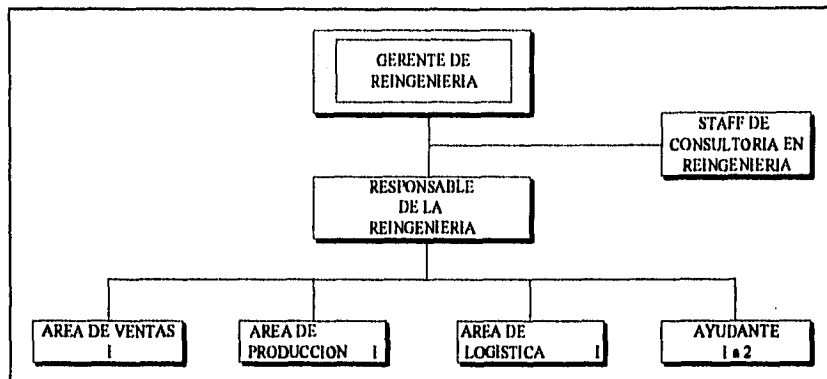 GERENTE DE
REINGENIERIA
STAFF DE
CONSULTORIA EN
REINGENIERIA
RESPONSABLE
DE LA
REINGENIERIA
AREA DE VENTAS
1
AREA DE
PRODUCCION 1
AREA DE
LOGISTICA 1
AYUDANTE
1 a 2